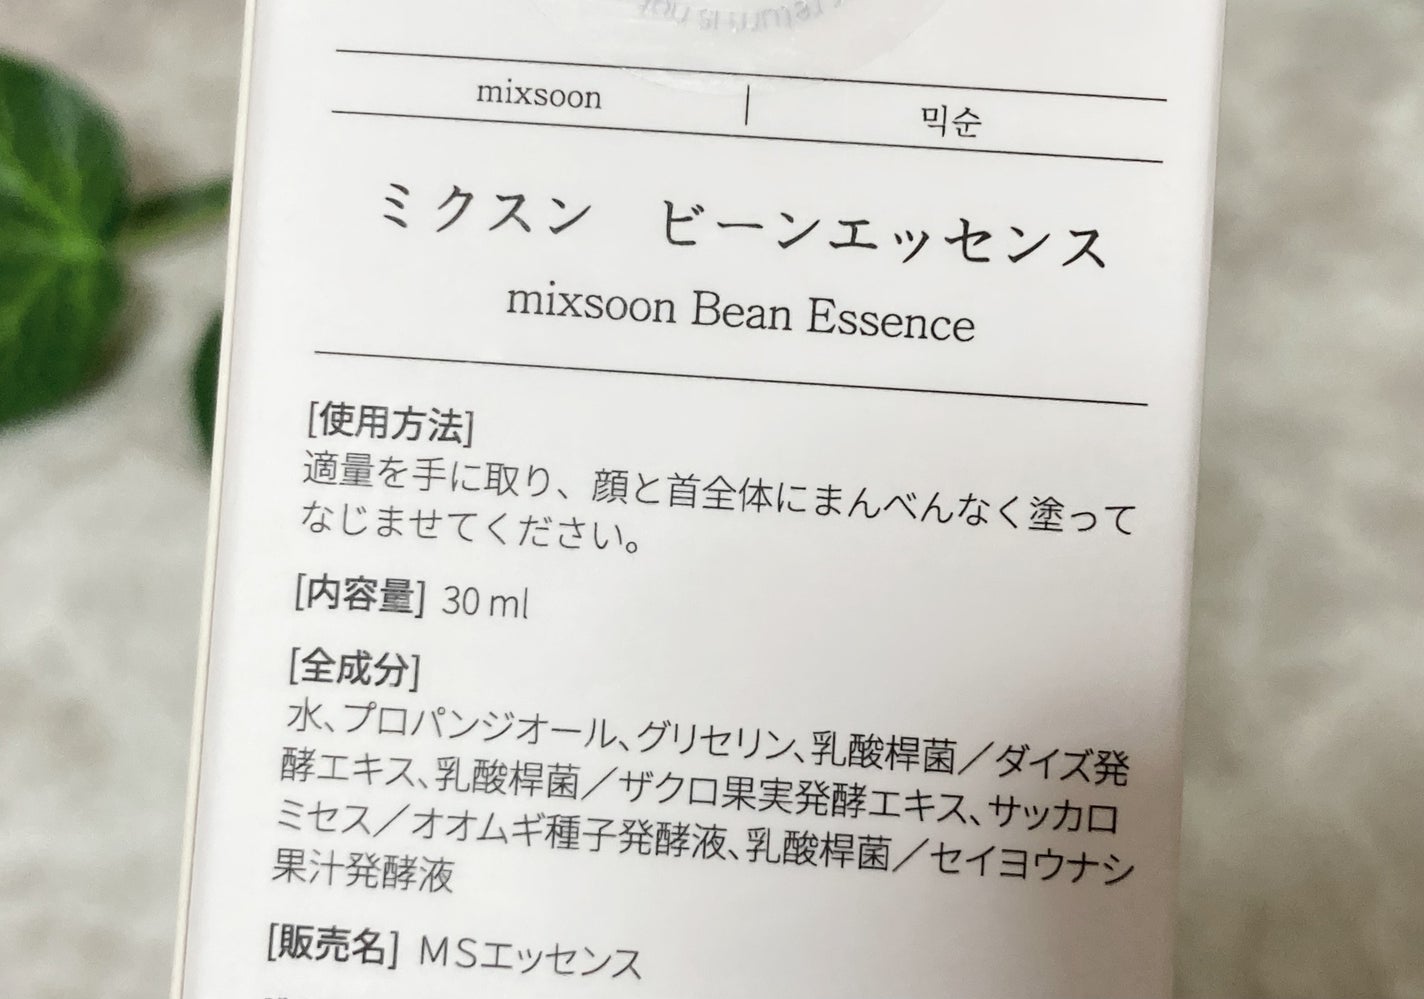 return is not
mixsoon | 믹순
ミクスン ビーンエッセンス
mixsoon Bean Essence
[使用方法]
適量を手に取り、顔と首全体にまんべんなく塗って
なじませてください。
[内容量] 30 ml
[全成分]
水、プロパンジオール、グリセリン、乳酸桿菌／ダイズ発
酵エキス、乳酸桿菌／ザクロ果実発酵エキス、サッカロ
ミセス／オオムギ種子発酵液、乳酸桿菌／セイヨウナシ
果汁発酵液
[販売名] MSエッセンス